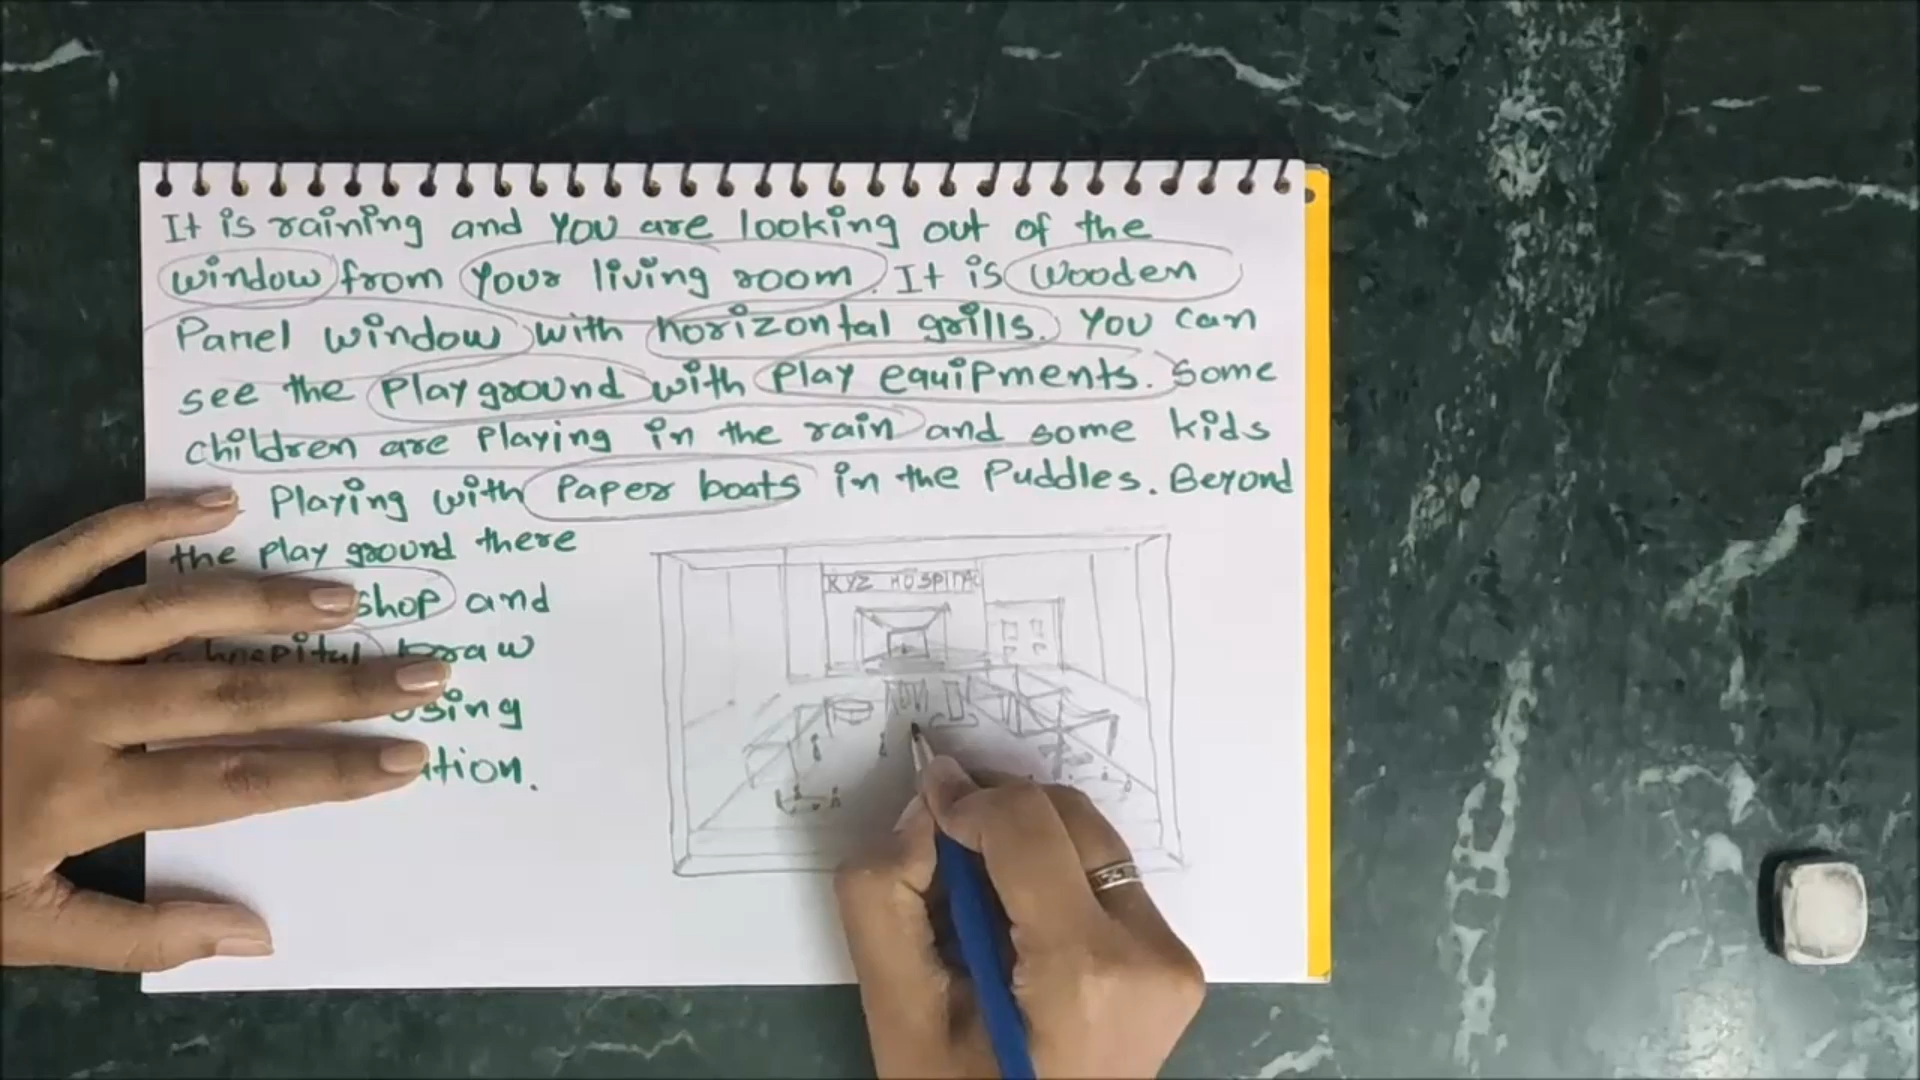 It is raining and you are looking out of the
window from your living room. It is wooden
Panel window with horizontal grills. You can
see the Playground with Play equipments. Some
children are Playing in the rain and some kids
Playing with Paper boats in the Puddles. Beyond
the Play ground there
shop and
hospital Draw
using
ation.
XYZ HOSPITAL